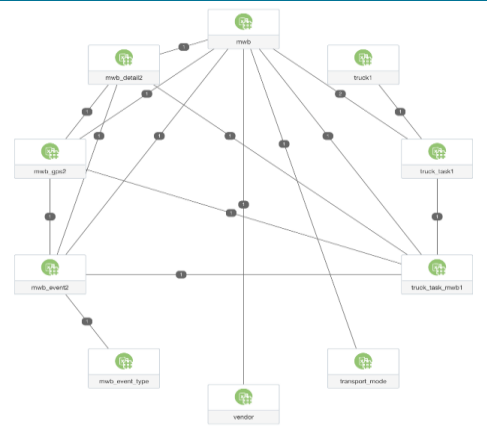 mwb
mwb_detail2
truck1
mwb_gps2
truck_task1
mwb_event2
truck_task_mwb1
mwb_event_type
transport_mode
vendor